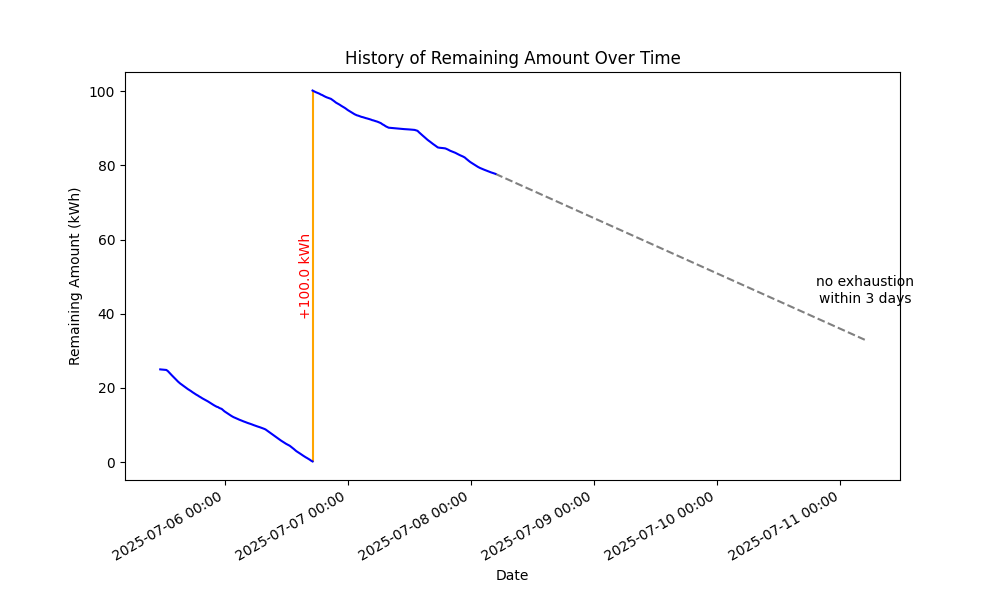 History of Remaining Amount Over Time
Remaining Amount (kWh)
100
80
60
40
20
0
+100.0 kWh
no exhaustion
within 3 days
2025-07-06 00:00
2025-07-07 00:00
2025-07-08 00:00
2025-07-09 00:00
2025-07-10 00:00
2025-07-11 00:00
Date